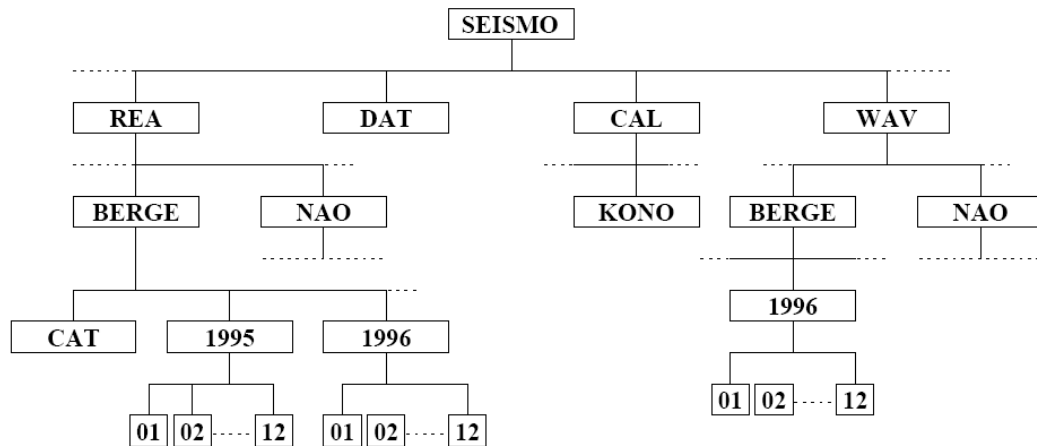 SEISMO
REA DAT CAL WAV
BERGE NAO KONO BERGE NAO
1996
CAT 1995 1996
01 02 12
01 02 12 01 02 12